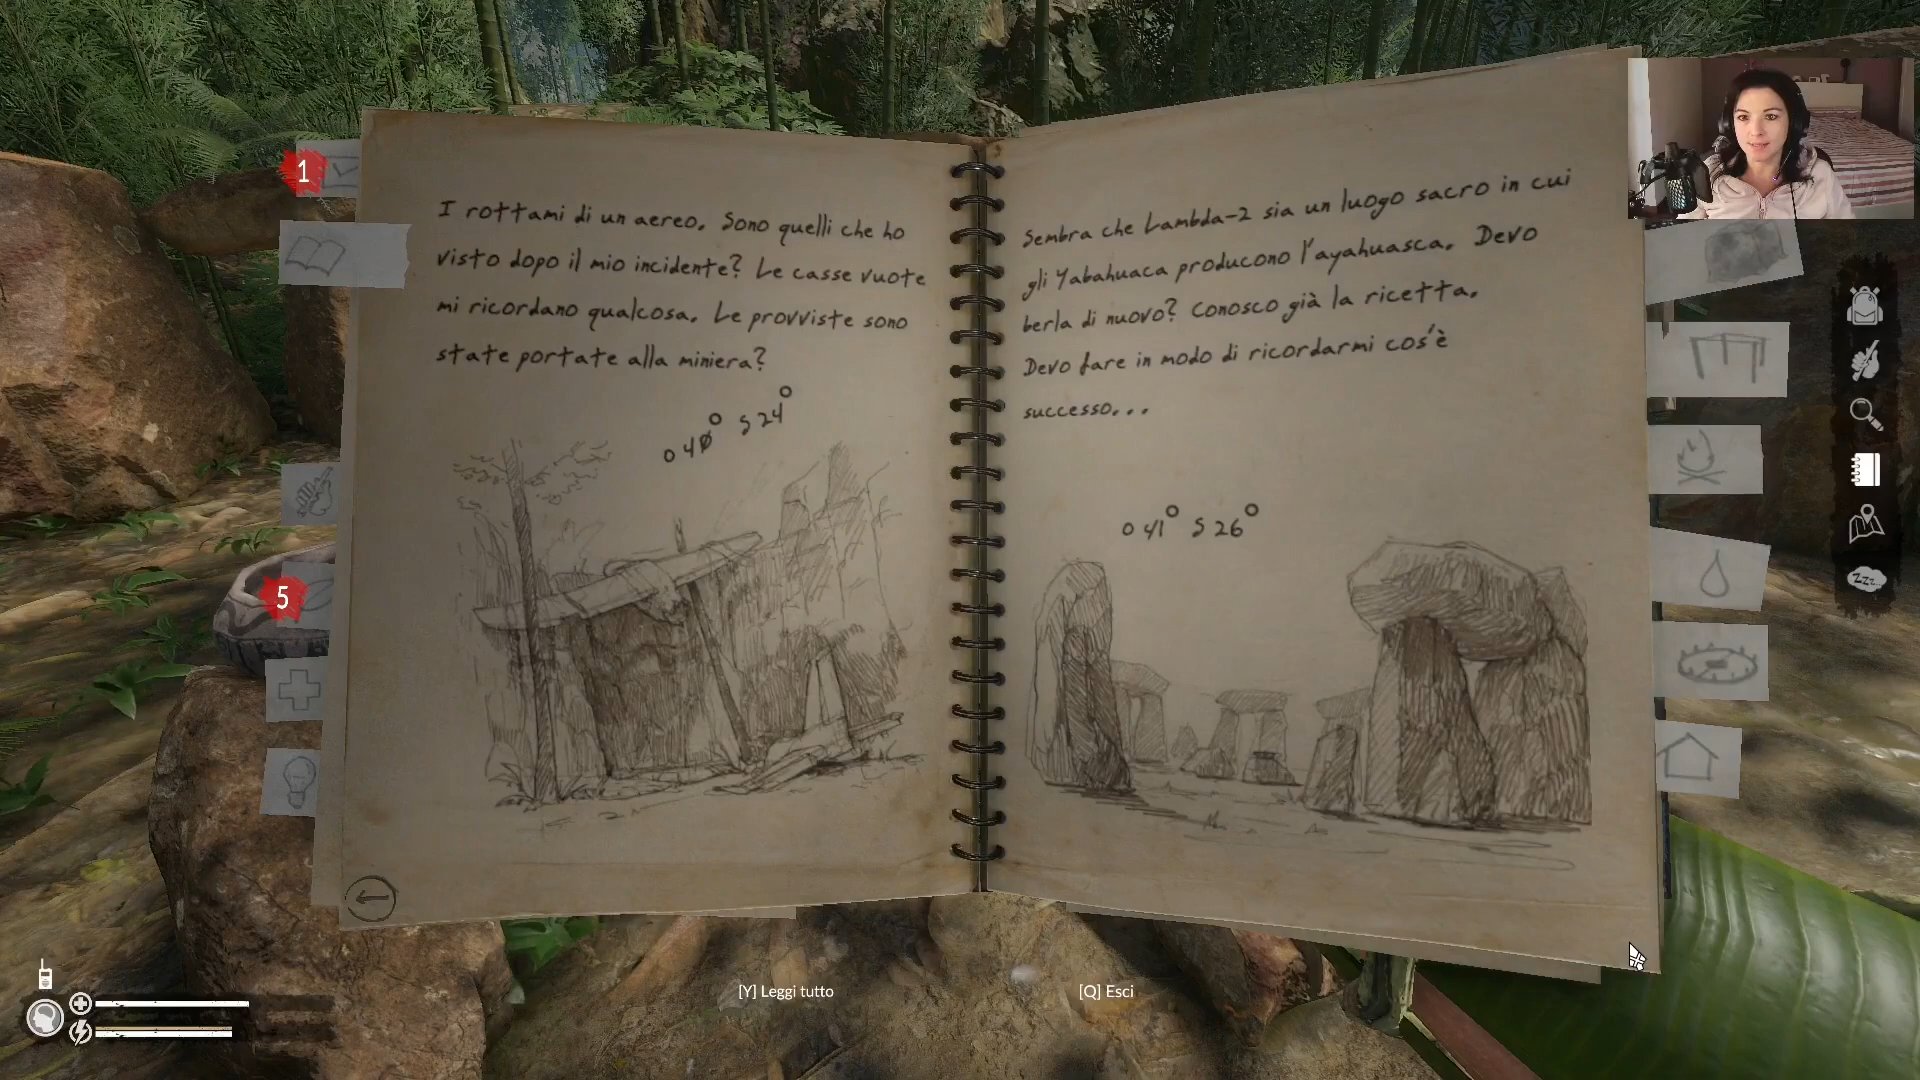 1
I rottami di un aereo. Sono quelli che ho
visto dopo il mio incidente? Le casse vuote
mi ricordano qualcosa. Le provviste sono
state portate alla miniera?
O 40° S 24°
Sembra che Lambda-2 sia un luogo sacro in cui
gli Yabahuaca producono l'ayahuasca. Devo
berla di nuovo? Conosco già la ricetta.
Devo fare in modo di ricordarmi cos'è
successo...
O 41° S 26°
5
ZZZ...
[Y] Leggi tutto
[Q] Esci